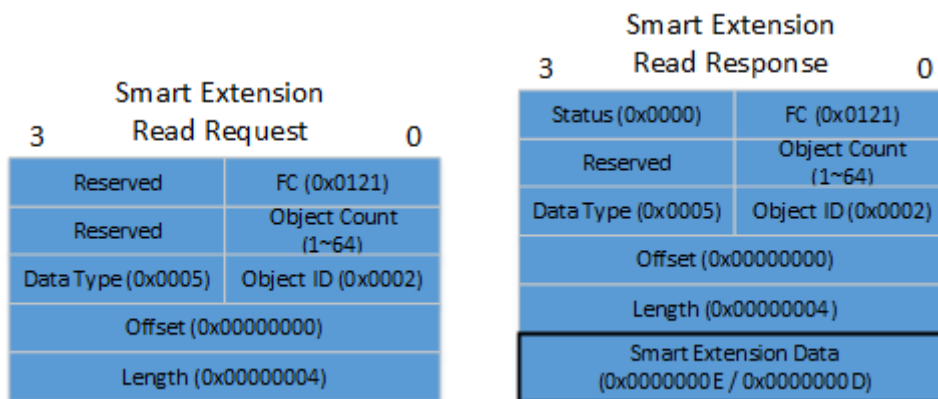 Smart Extension
Read Request
3 0
Reserved FC (0x0121)
Reserved Object Count
(1~64)
Data Type (0x0005) Object ID (0x0002)
Offset (0x00000000)
Length (0x00000004)
Smart Extension
Read Response
3 0
Status (0x0000) FC (0x0121)
Reserved Object Count
(1~64)
Data Type (0x0005) Object ID (0x0002)
Offset (0x00000000)
Length (0x00000004)
Smart Extension Data
(0x0000000E / 0x0000000D)